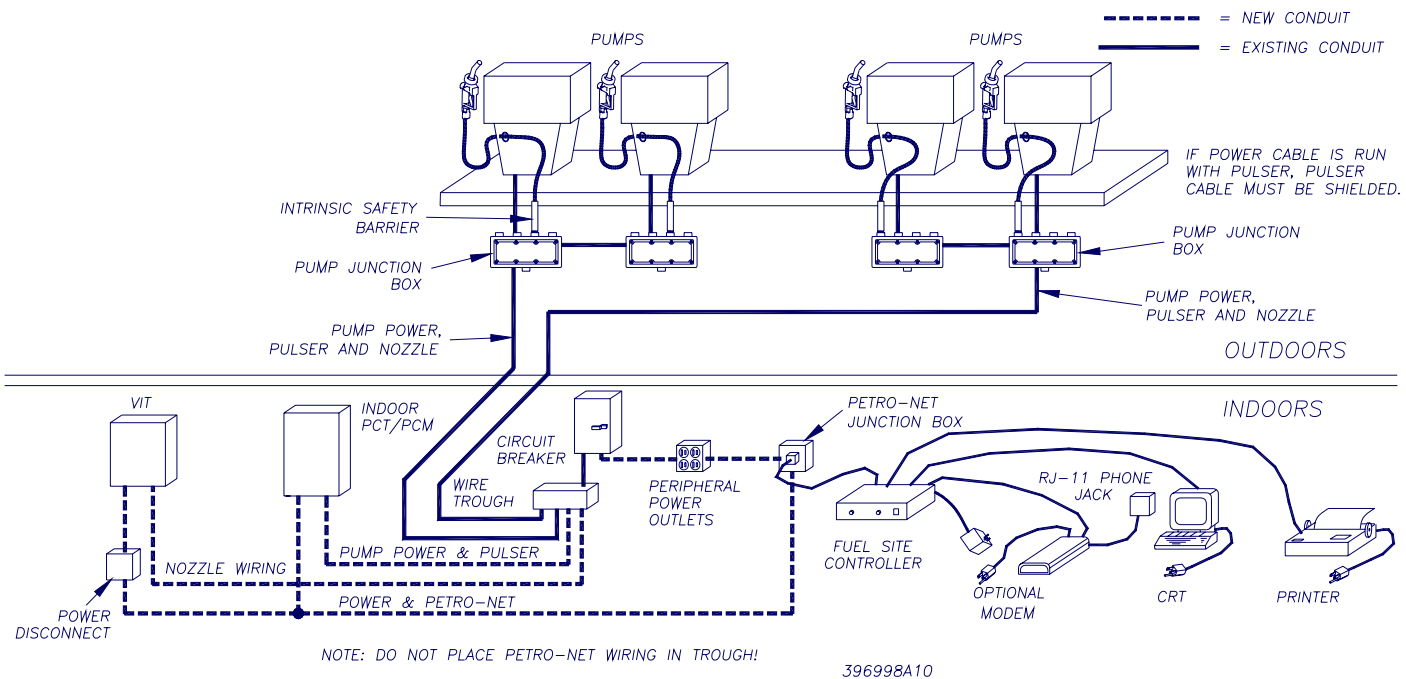 = NEW CONDUIT
= EXISTING CONDUIT
PUMPS
PUMPS
IF POWER CABLE IS RUN
WITH PULSER, PULSER
CABLE MUST BE SHIELDED.
INTRINSIC SAFETY
BARRIER
PUMP JUNCTION
BOX
PUMP JUNCTION
BOX
PUMP POWER,
PULSER AND NOZZLE
PUMP POWER,
PULSER AND NOZZLE
OUTDOORS
INDOORS
VIT
INDOOR
PCT/PCM
CIRCUIT
BREAKER
PETRO-NET
JUNCTION BOX
WIRE
TROUGH
PERIPHERAL
POWER
OUTLETS
RJ-11 PHONE
JACK
FUEL SITE
CONTROLLER
PUMP POWER & PULSER
NOZZLE WIRING
POWER & PETRO-NET
POWER
DISCONNECT
OPTIONAL
MODEM
CRT
PRINTER
NOTE: DO NOT PLACE PETRO-NET WIRING IN TROUGH!
396998A10